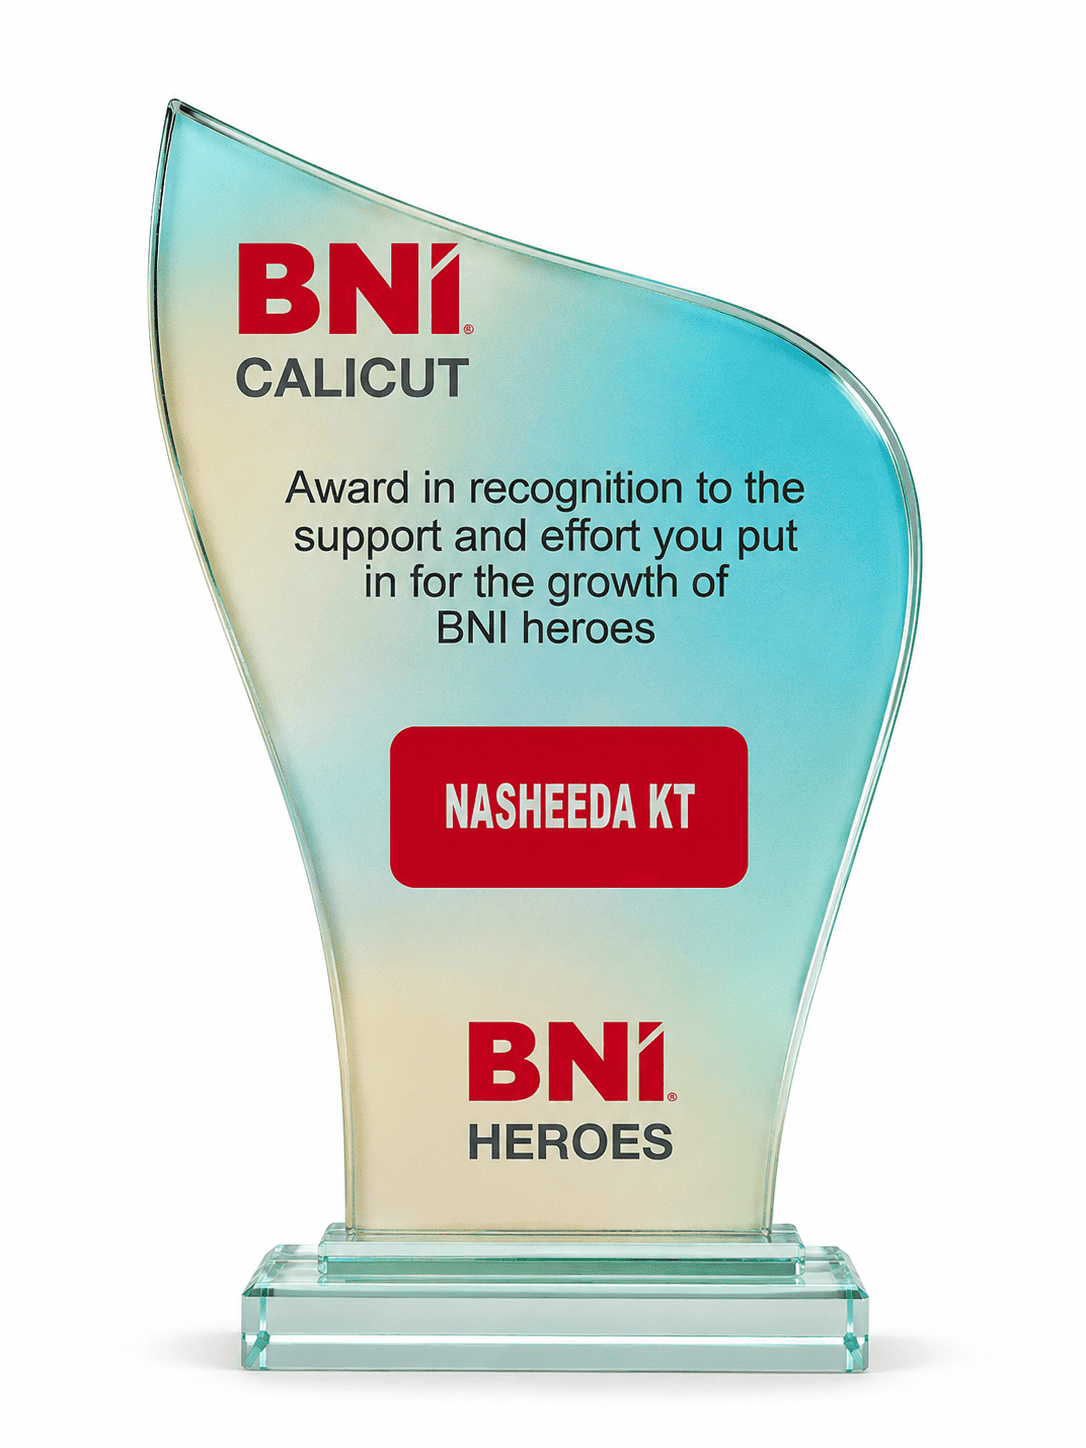 BNI®
CALICUT
Award in recognition to the
support and effort you put
in for the growth of
BNI heroes
NASHEEDA KT
BNI®
HEROES